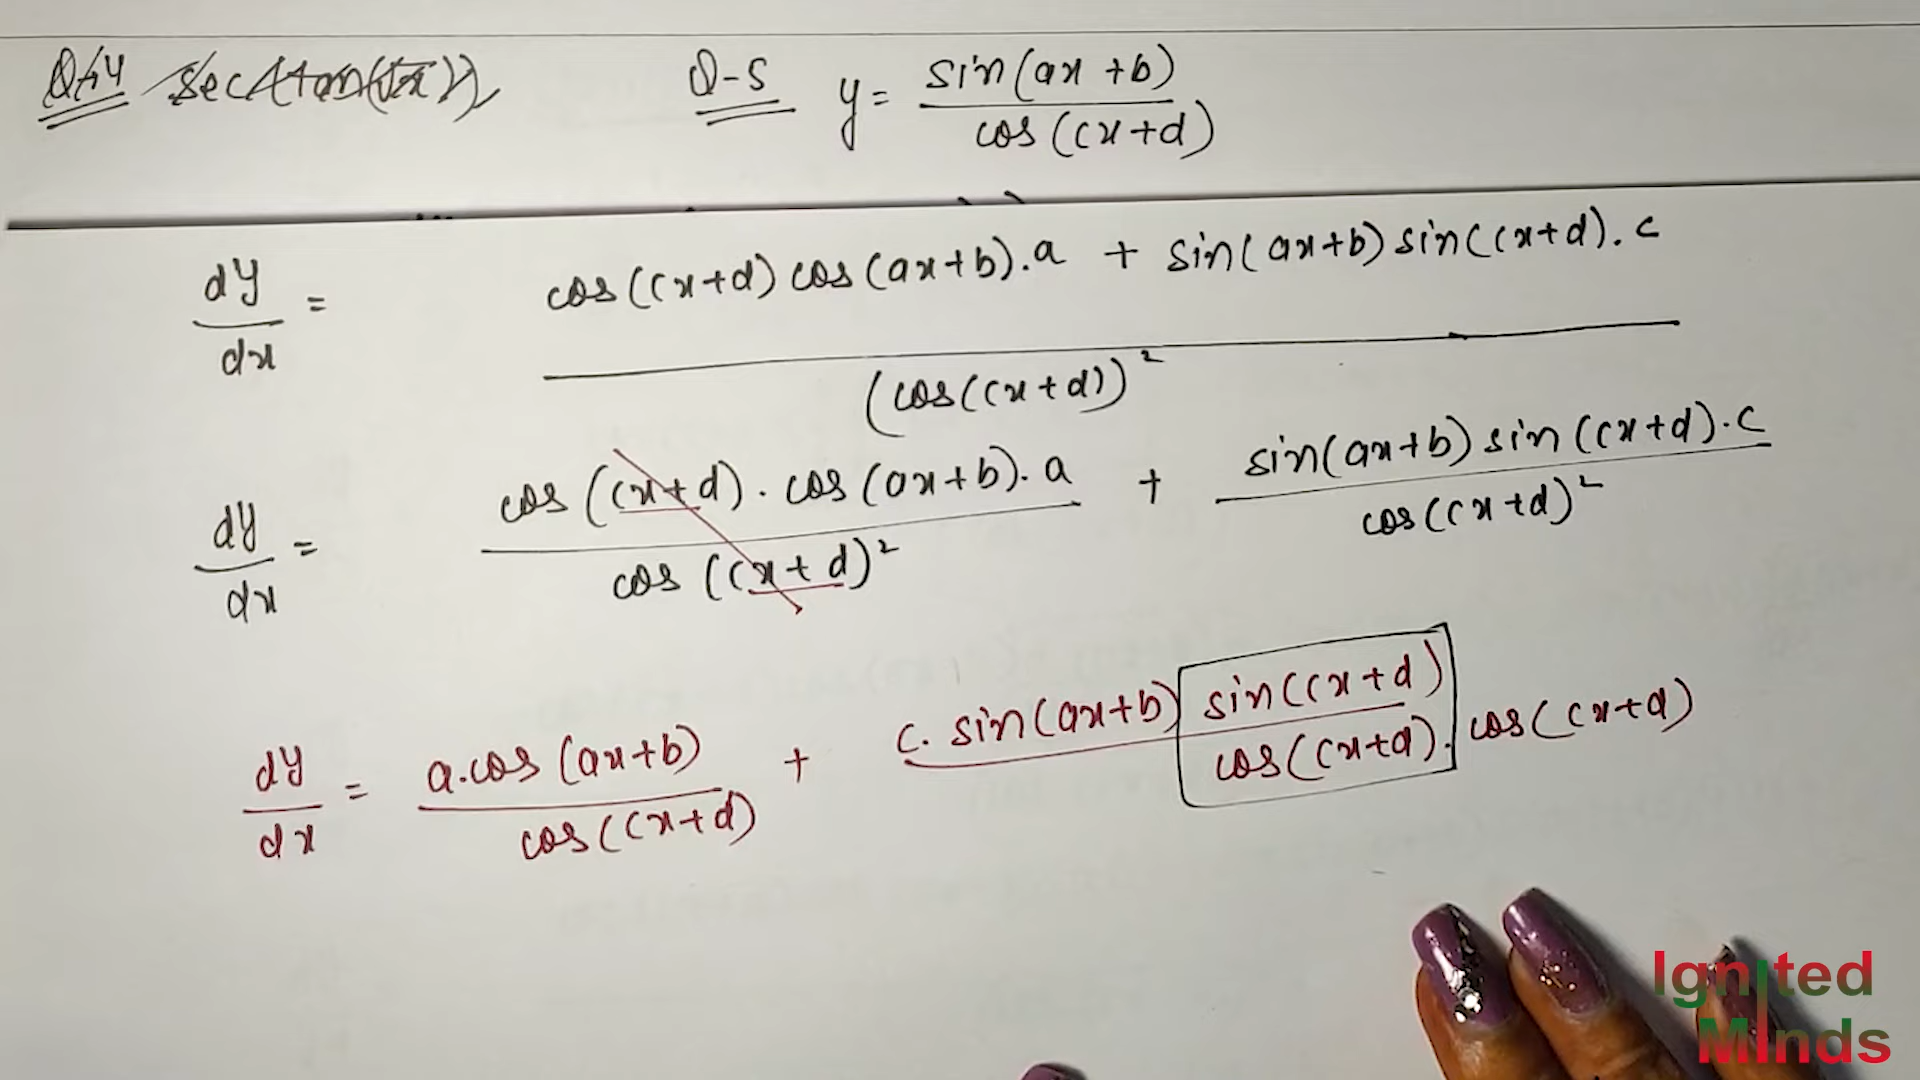 Q-4 sec(tan(√x)) Q-5 y = sin(ax+b)
cos(cx+d)
dy/dx = cos(cx+d) cos(ax+b).a + sin(ax+b) sin(cx+d).c
(cos(cx+d))²
dy/dx = cos(cx+d).cos(ax+b).a + sin(ax+b) sin(cx+d).c
cos(cx+d)² cos(cx+d)²
dy/dx = a.cos(ax+b) + c.sin(ax+b) sin(cx+d)
cos(cx+d) cos(cx+d). cos(cx+d)
Ignited
Minds